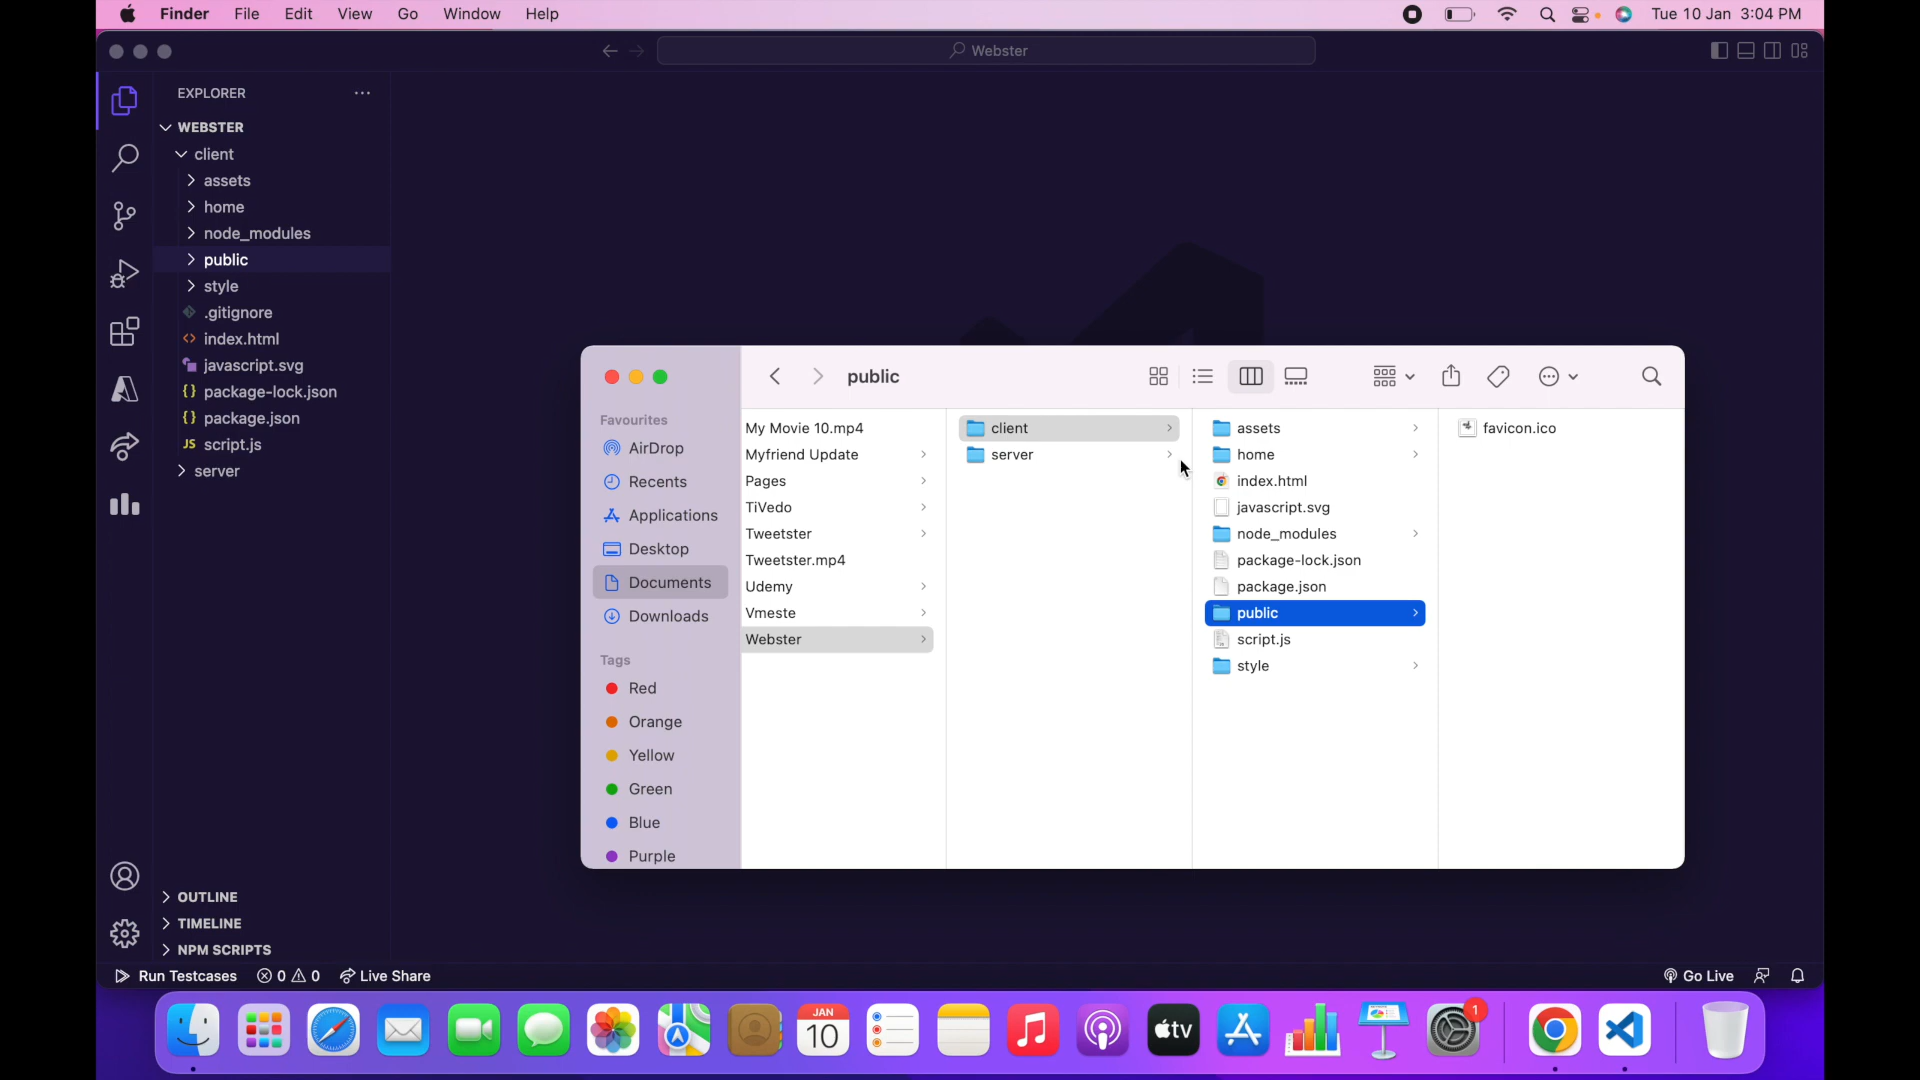 Finder File Edit View Go Window Help Tue 10 Jan 3:04 PM
Webster
EXPLORER
WEBSTER
client
assets
home
node_modules
public
style
.gitignore
index.html
javascript.svg
{} package-lock.json
{} package.json
JS script.js
server
OUTLINE
TIMELINE
NPM SCRIPTS
Run Testcases 0 0 Live Share Go Live
public
Favourites
AirDrop
Recents
Applications
Desktop
Documents
Downloads
Tags
Red
Orange
Yellow
Green
Blue
Purple
My Movie 10.mp4
Myfriend Update
Pages
TiVedo
Tweetster
Tweetster.mp4
Udemy
Vmeste
Webster
client
server
assets
home
index.html
javascript.svg
node_modules
package-lock.json
package.json
public
script.js
style
favicon.ico
JAN
10
tv
1